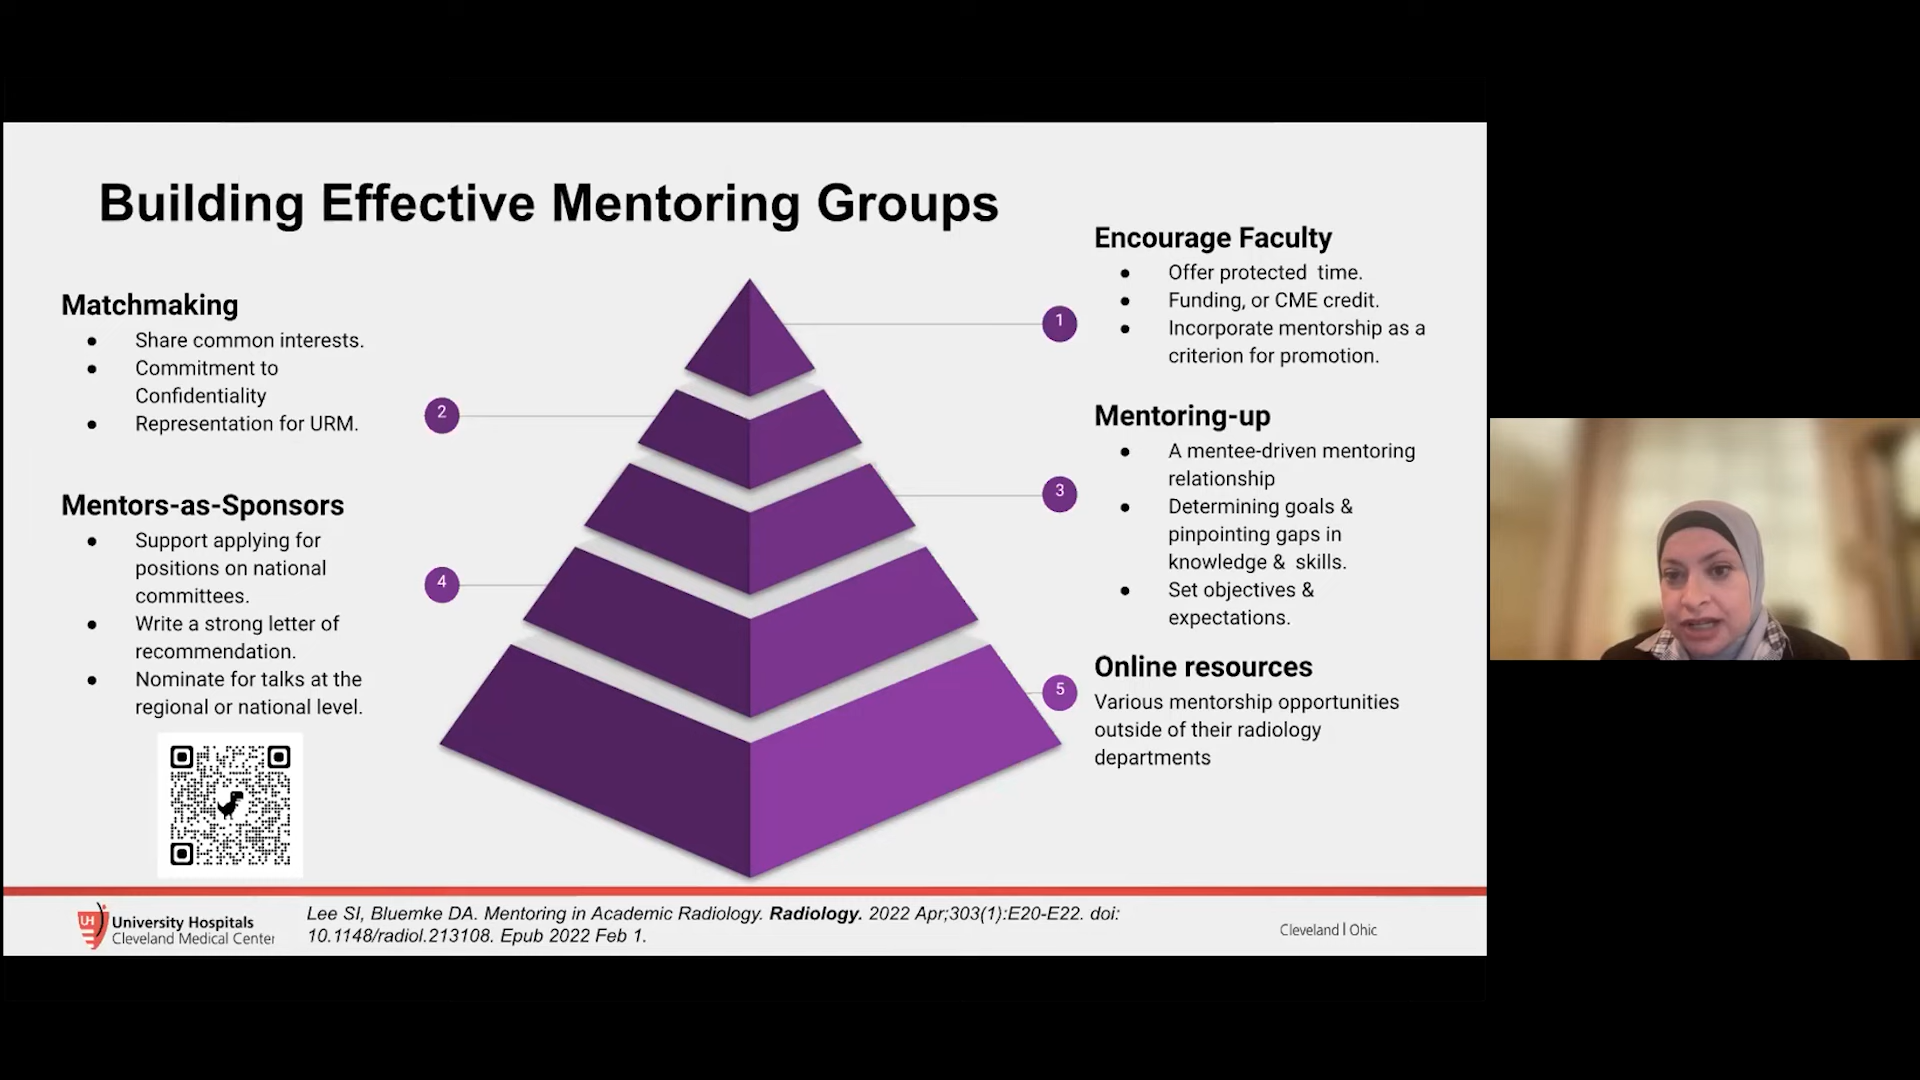 Building Effective Mentoring Groups
Matchmaking
● Share common interests.
● Commitment to
Confidentiality
● Representation for URM.
Mentors-as-Sponsors
● Support applying for
positions on national
committees.
● Write a strong letter of
recommendation.
● Nominate for talks at the
regional or national level.
2
4
1
3
5
Encourage Faculty
● Offer protected  time.
● Funding, or CME credit.
● Incorporate mentorship as a
criterion for promotion.
Mentoring-up
● A mentee-driven mentoring
relationship
● Determining goals &
pinpointing gaps in
knowledge &  skills.
● Set objectives &
expectations.
Online resources
Various mentorship opportunities
outside of their radiology
departments
UH
University Hospitals
Cleveland Medical Center
Lee SI, Bluemke DA. Mentoring in Academic Radiology. Radiology. 2022 Apr;303(1):E20-E22. doi:
10.1148/radiol.213108. Epub 2022 Feb 1.
Cleveland | Ohic